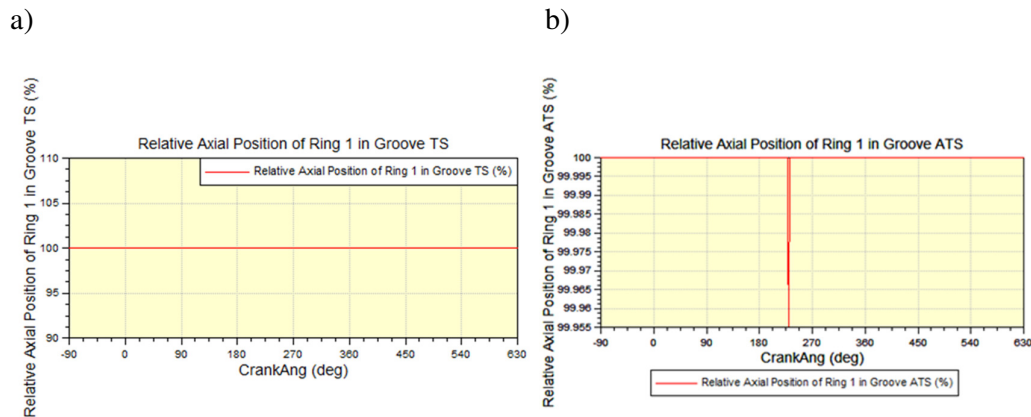 a)
b)
Relative Axial Position of Ring 1 in Groove TS
Relative Axial Position of Ring 1 in Groove TS (%)
Relative Axial Position of Ring 1 in Groove TS (%)
110
105
100
95
90
-90 0 90 180 270 360 450 540 630
CrankAng (deg)
Relative Axial Position of Ring 1 in Groove ATS
Relative Axial Position of Ring 1 in Groove ATS (%)
100
99.995
99.99
99.985
99.98
99.975
99.97
99.965
99.96
99.955
-90 0 90 180 270 360 450 540 630
CrankAng (deg)
Relative Axial Position of Ring 1 in Groove ATS (%)